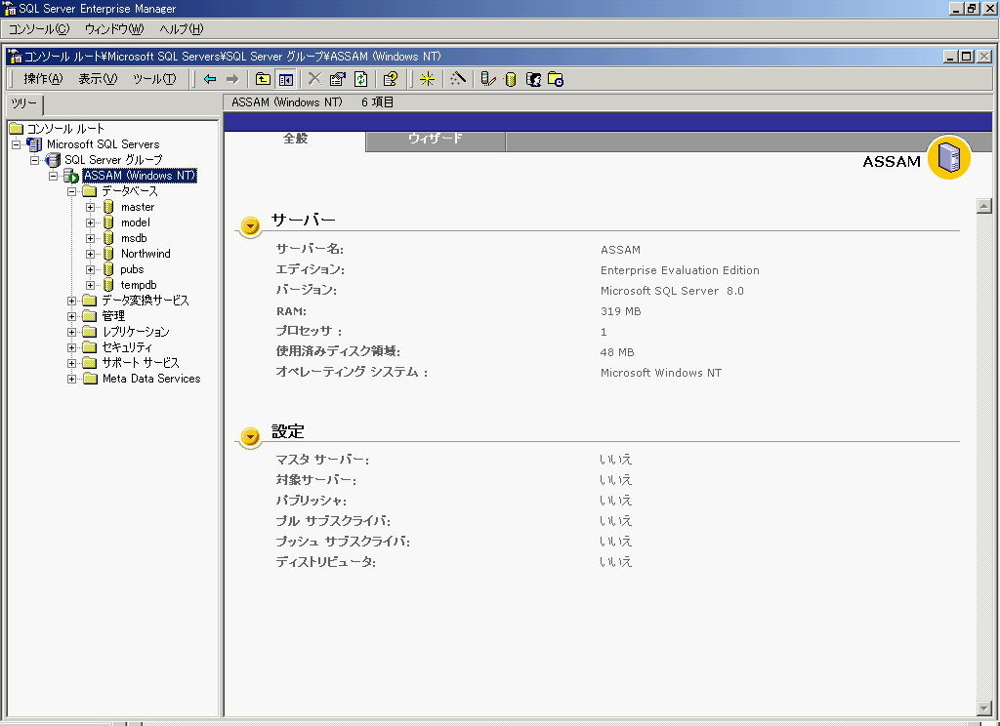 SQL Server Enterprise Manager
コンソール(C) ウィンドウ(W) ヘルプ(H)
コンソール ルート¥Microsoft SQL Servers¥SQL Server グループ¥ASSAM (Windows NT)
操作(A) 表示(V) ツール(T)
ツリー
ASSAM (Windows NT) 6 項目
コンソール ルート
Microsoft SQL Servers
SQL Server グループ
ASSAM (Windows NT)
データベース
master
model
msdb
Northwind
pubs
tempdb
データ変換サービス
管理
レプリケーション
セキュリティ
サポート サービス
Meta Data Services
全般 ウィザード
ASSAM
サーバー
サーバー名: ASSAM
エディション: Enterprise Evaluation Edition
バージョン: Microsoft SQL Server 8.0
RAM: 319 MB
プロセッサ : 1
使用済みディスク領域: 48 MB
オペレーティング システム : Microsoft Windows NT
設定
マスタ サーバー: いいえ
対象サーバー: いいえ
パブリッシャ: いいえ
プル サブスクライバ: いいえ
プッシュ サブスクライバ: いいえ
ディストリビュータ: いいえ